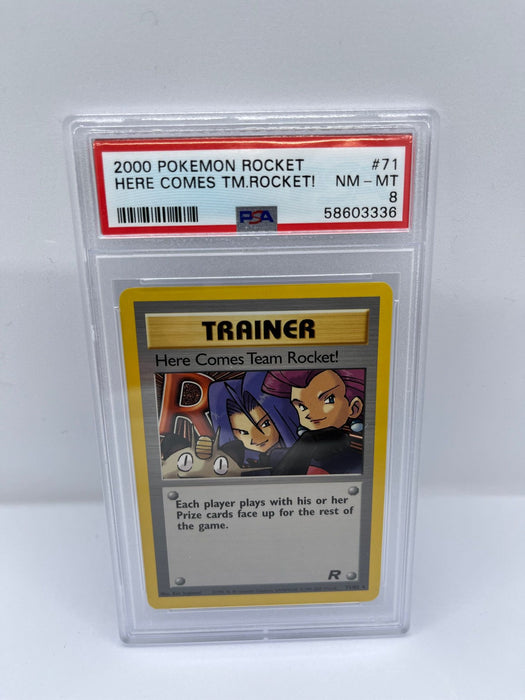 2000 POKEMON ROCKET #71
HERE COMES TM.ROCKET! NM - MT
8
PSA 58603336
TRAINER
Here Comes Team Rocket!
R
Each player plays with his or her
Prize cards face up for the rest of
the game.
R